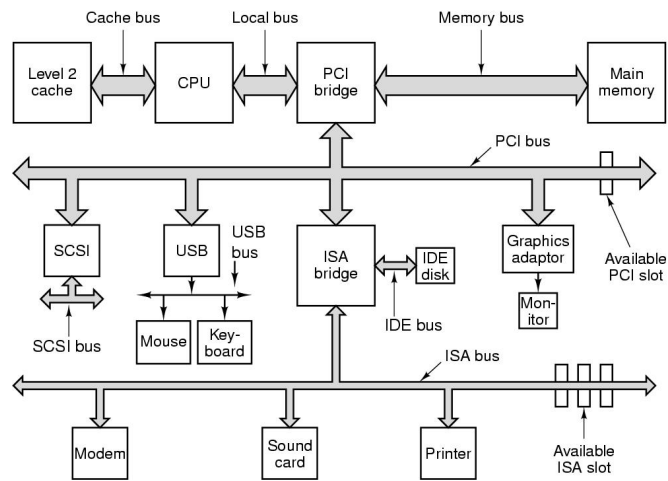 Cache bus
Local bus
Memory bus
Level 2
cache
CPU
PCI
bridge
Main
memory
PCI bus
SCSI
USB
USB
bus
ISA
bridge
IDE
disk
Graphics
adaptor
Available
PCI slot
SCSI bus
Mouse
Key-
board
IDE bus
Mon-
itor
ISA bus
Modem
Sound
card
Printer
Available
ISA slot